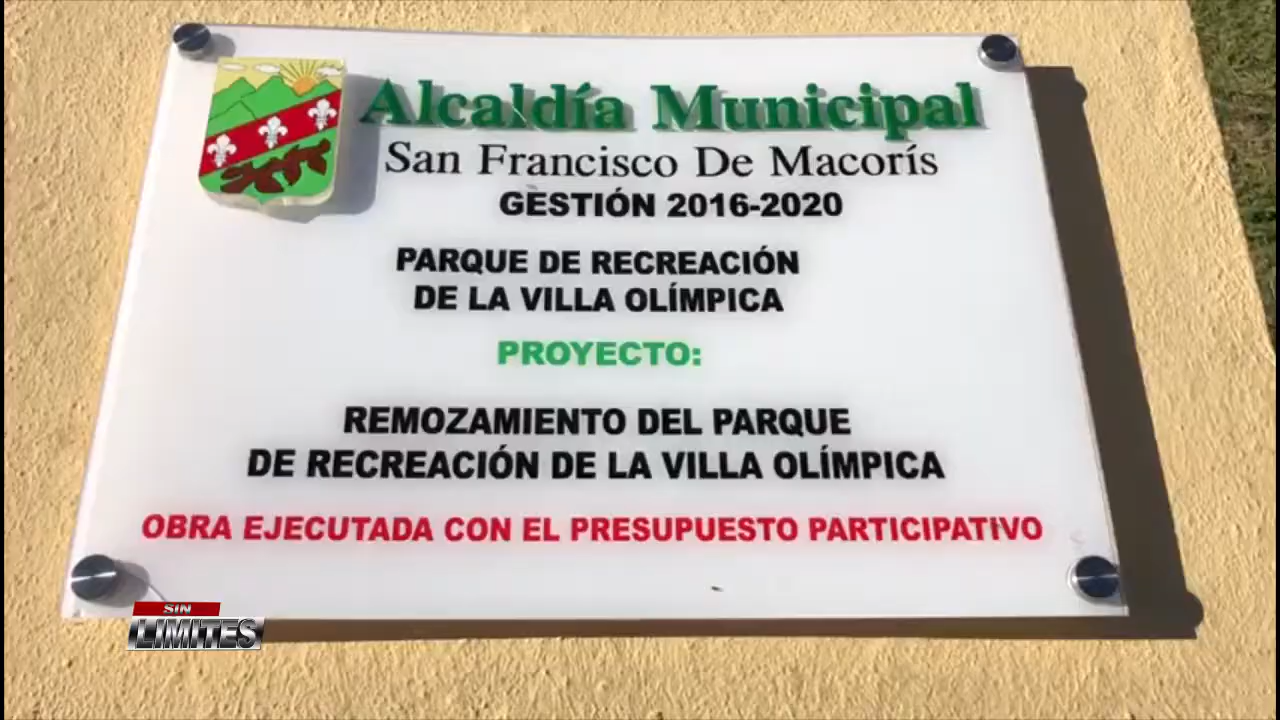 Alcaldía Municipal
San Francisco De Macorís
GESTIÓN 2016-2020
PARQUE DE RECREACIÓN
DE LA VILLA OLÍMPICA
PROYECTO:
REMOZAMIENTO DEL PARQUE
DE RECREACIÓN DE LA VILLA OLÍMPICA
OBRA EJECUTADA CON EL PRESUPUESTO PARTICIPATIVO
SIN
LIMITES